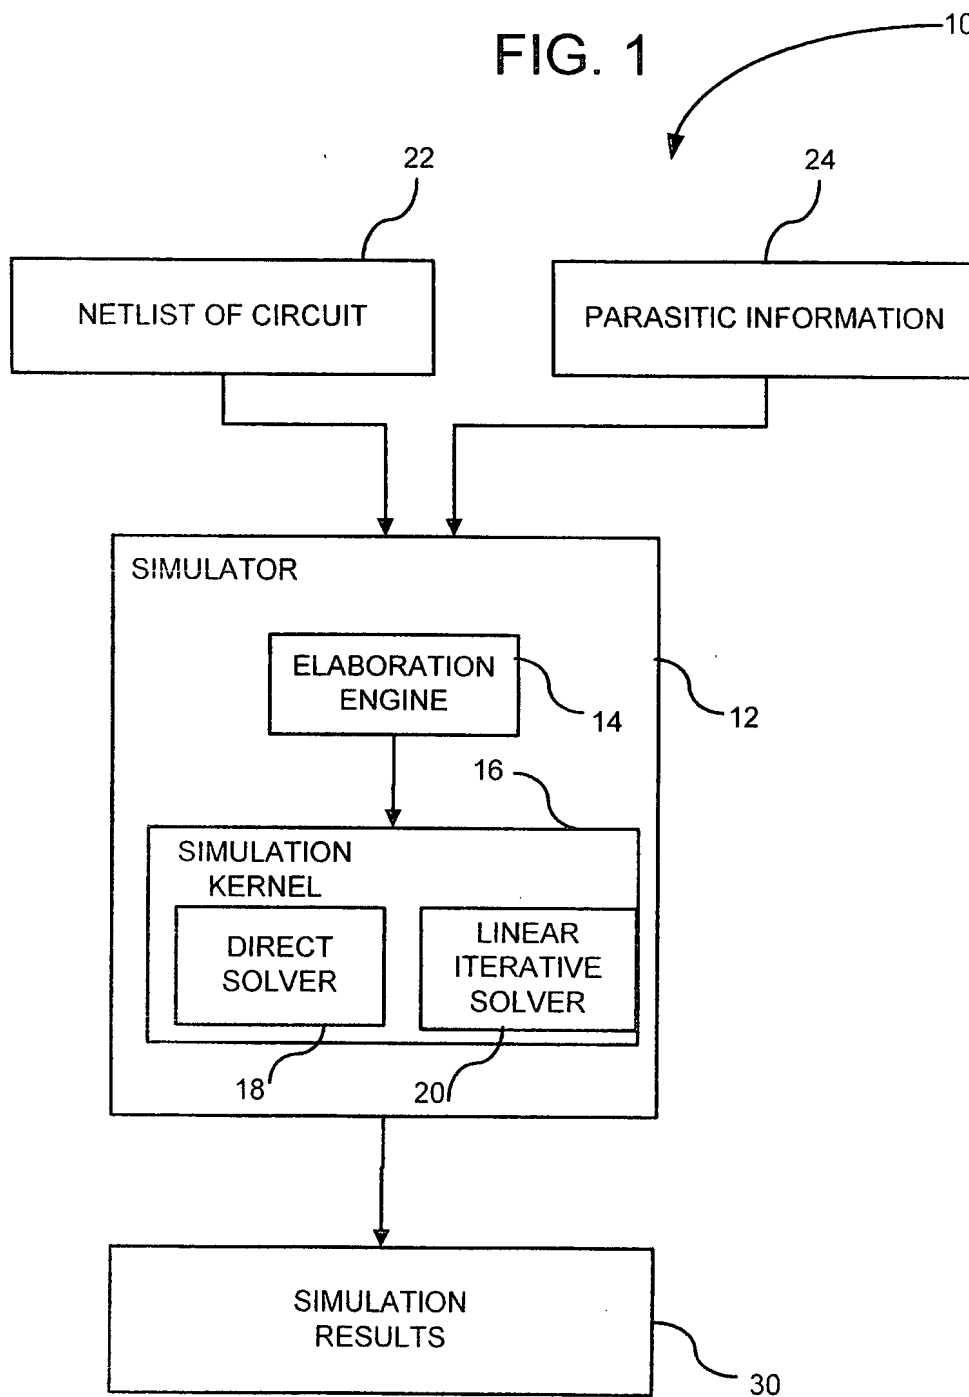 FIG. 1
10
22
24
NETLIST OF CIRCUIT
PARASITIC INFORMATION
SIMULATOR
ELABORATION
ENGINE
14
12
16
SIMULATION
KERNEL
DIRECT
SOLVER
LINEAR
ITERATIVE
SOLVER
18
20
SIMULATION
RESULTS
30